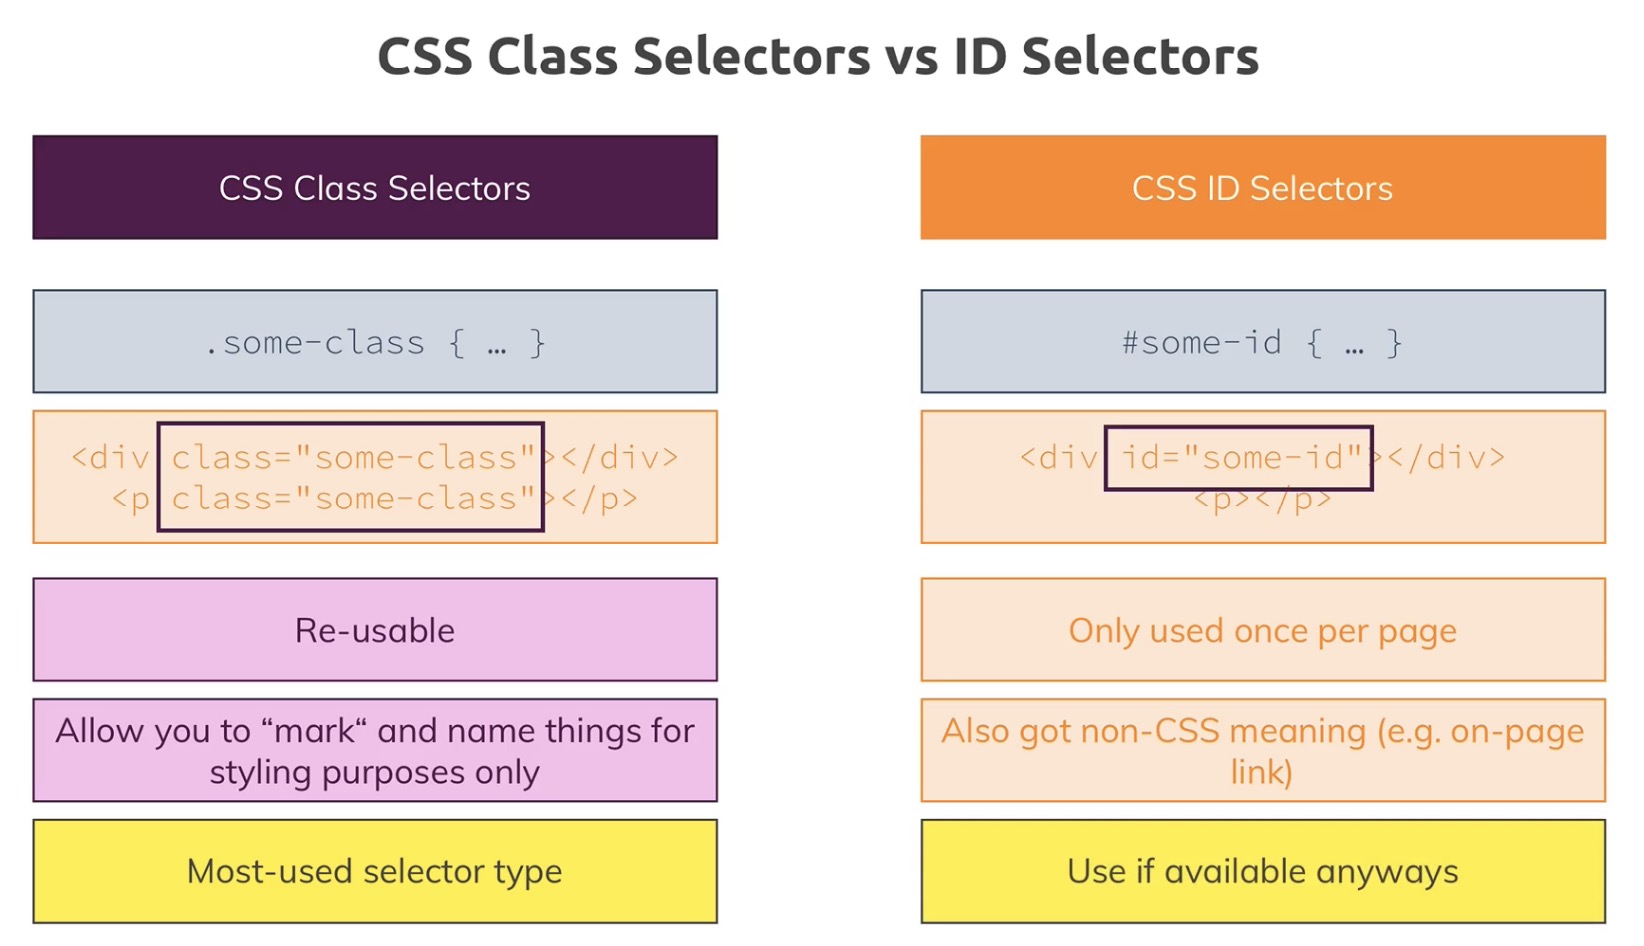 CSS Class Selectors vs ID Selectors
CSS Class Selectors
.some-class { … }
<div class="some-class"></div>
<p class="some-class"></p>
Re-usable
Allow you to “mark“ and name things for
styling purposes only
Most-used selector type
CSS ID Selectors
#some-id { … }
<div id="some-id"></div>
<p></p>
Only used once per page
Also got non-CSS meaning (e.g. on-page
link)
Use if available anyways